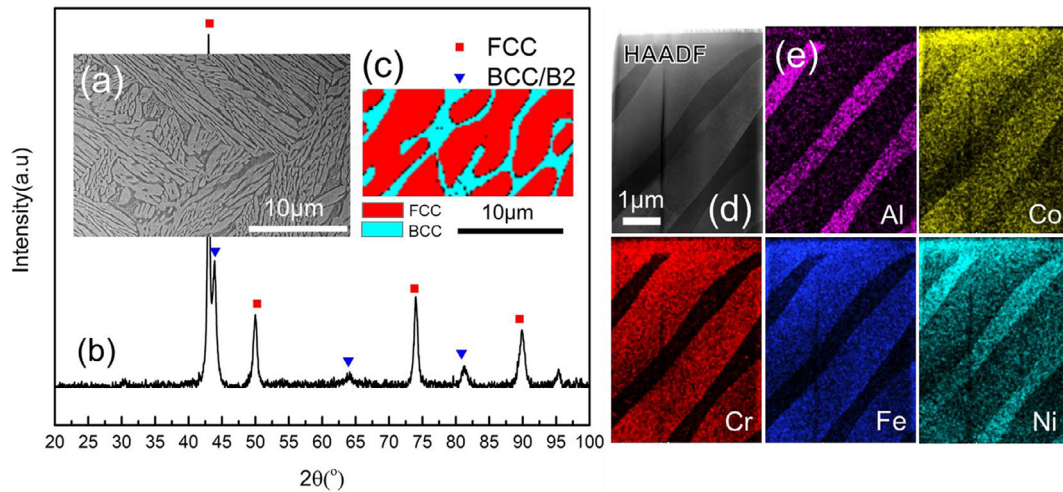 (a)
10μm
FCC
BCC/B2
(c)
FCC
BCC
10μm
(b)
Intensity(a.u)
20 25 30 35 40 45 50 55 60 65 70 75 80 85 90 95 100
2θ(°)
HAADF
1μm
(d)
(e)
Al
Co
Cr
Fe
Ni